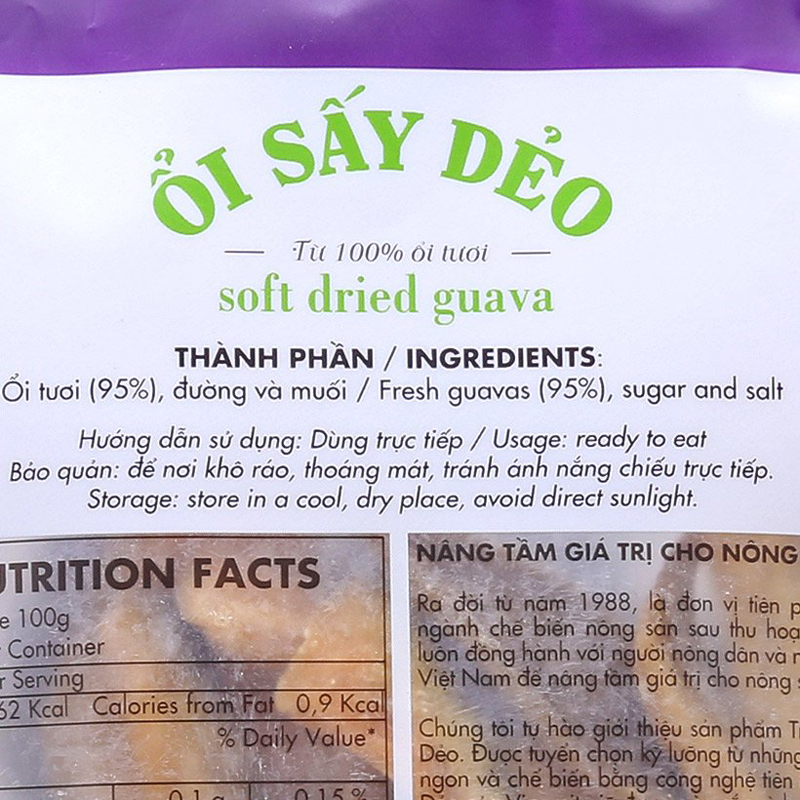 ỔI SẤY DẺO
Từ 100% ổi tươi
soft dried guava
THÀNH PHẦN / INGREDIENTS:
Ổi tươi (95%), đường và muối / Fresh guavas (95%), sugar and salt
Hướng dẫn sử dụng: Dùng trực tiếp / Usage: ready to eat
Bảo quản: để nơi khô ráo, thoáng mát, tránh ánh nắng chiếu trực tiếp.
Storage: store in a cool, dry place, avoid direct sunlight.
UTRITION FACTS
e 100g
Container
r Serving
62 Kcal Calories from Fat 0,9 Kcal
% Daily Value*
0,1 g 0,15 %
NÂNG TẦM GIÁ TRỊ CHO NÔNG
Ra đời từ năm 1988, là đơn vị tiên p
ngành chế biến nông sản sau thu hoạ
luôn đồng hành với người nông dân và n
Việt Nam để nâng tầm giá trị cho nông s
Chúng tôi tự hào giới thiệu sản phẩm Tr
Dẻo. Được tuyển chọn kỹ lưỡng từ những
ngon và chế biến bằng công nghệ tiên